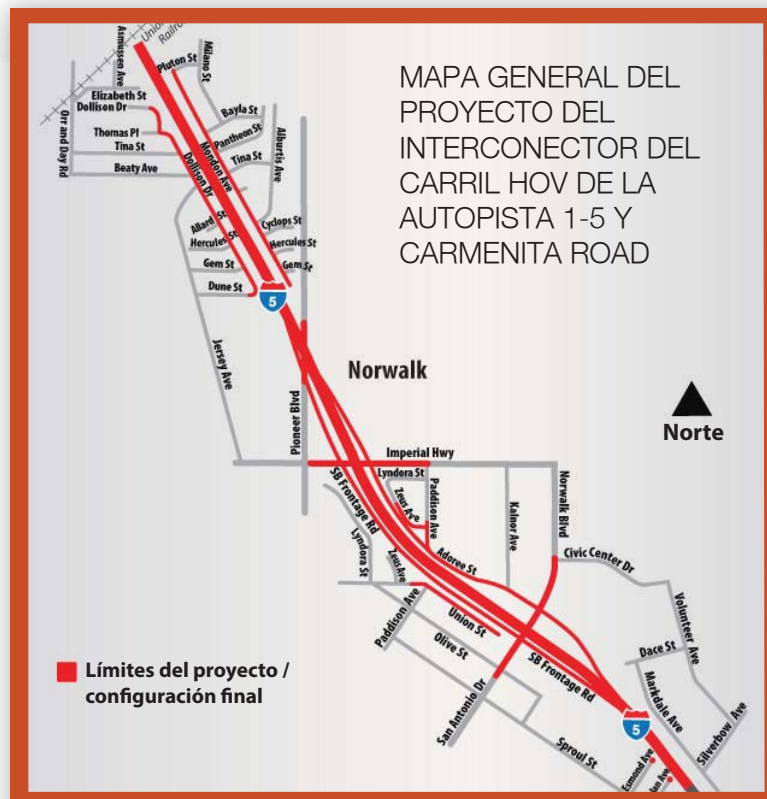 MAPA GENERAL DEL
PROYECTO DEL
INTERCONECTOR DEL
CARRIL HOV DE LA
AUTOPISTA 1-5 Y
CARMENITA ROAD
Union
Railro
Asmussen Ave
Pluton St
Milano St
Elizabeth St
Dollison Dr
Orr and Day Rd
Bayla St
Thomas Pl
Pantheon St
Alburtis Ave
Tina St
Tina St
Mondon Ave
Dollison Dr
Beaty Ave
Allard St
Cyclops St
Hercules St
Hercules St
Gem St
Gem St
Dune St
5
Jersey Ave
Norwalk
Pioneer Blvd
Norte
Imperial Hwy
Lyndora St
SB Frontage Rd
Zeus Ave
Paddison Ave
Kalnor Ave
Norwalk Blvd
Lyndora St
Zeus Ave
Adoree St
Civic Center Dr
Paddison Ave
Union St
Volunteer Ave
Olive St
Dace St
SB Frontage Rd
Límites del proyecto /
configuración final
Markdale Ave
San Antonio Dr
5
Silverbow Ave
Sproul St
Esmond Ave
lan Ave